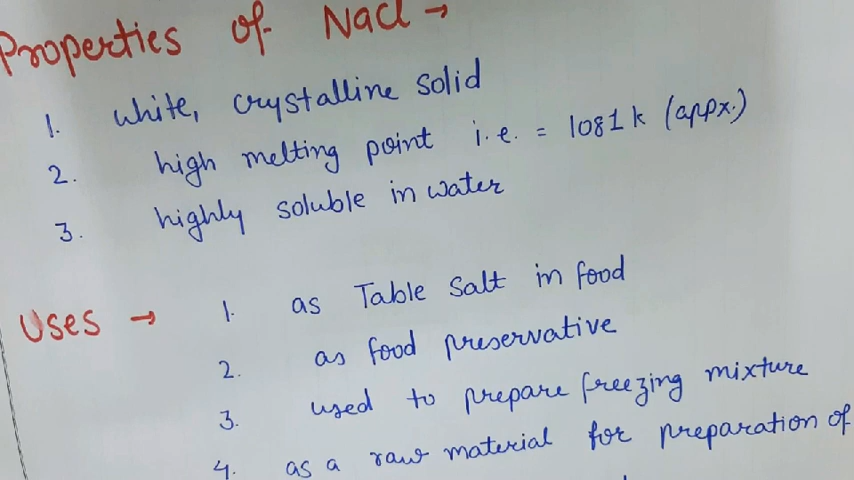 Properties of NaCl →
1. white, crystalline solid
2. high melting point i.e. = 1081 k (appx.)
3. highly soluble in water
Uses → 1. as Table Salt in food
2. as food preservative
3. used to prepare freezing mixture
4. as a raw material for preparation of